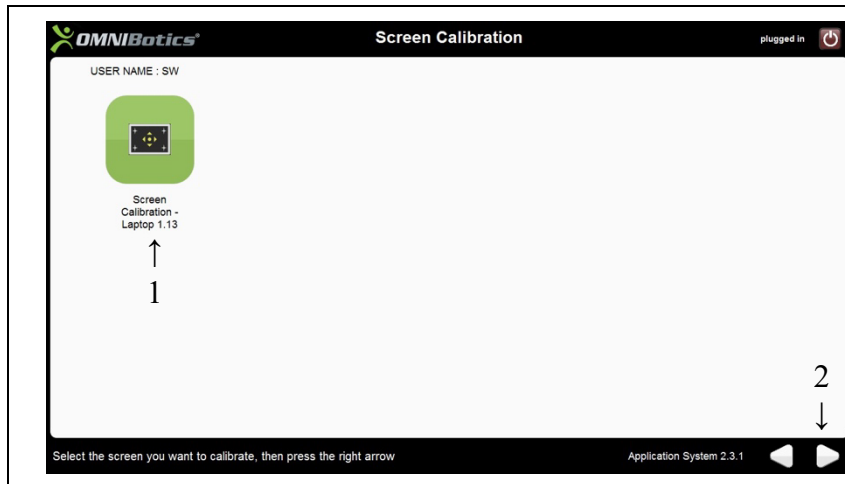 OMNIBotics®
Screen Calibration
plugged in
USER NAME : SW
Screen
Calibration -
Laptop 1.13
↑
1
2
↓
Select the screen you want to calibrate, then press the right arrow
Application System 2.3.1